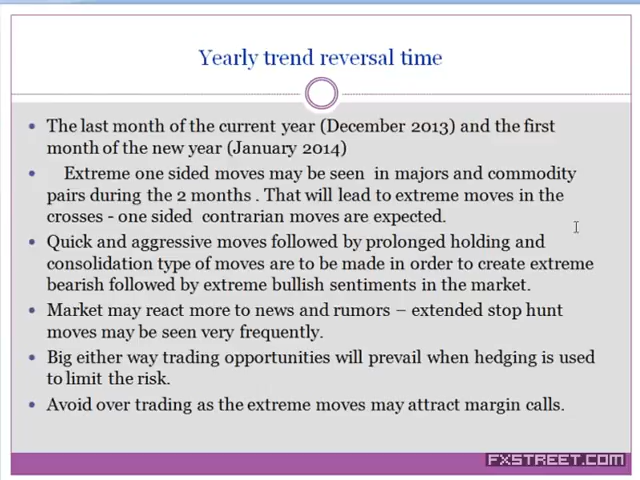 Yearly trend reversal time
The last month of the current year (December 2013) and the first
month of the new year (January 2014)
Extreme one sided moves may be seen in majors and commodity
pairs during the 2 months . That will lead to extreme moves in the
crosses - one sided contrarian moves are expected.
Quick and aggressive moves followed by prolonged holding and
consolidation type of moves are to be made in order to create extreme
bearish followed by extreme bullish sentiments in the market.
Market may react more to news and rumors – extended stop hunt
moves may be seen very frequently.
Big either way trading opportunities will prevail when hedging is used
to limit the risk.
Avoid over trading as the extreme moves may attract margin calls.
FXSTREET.COM